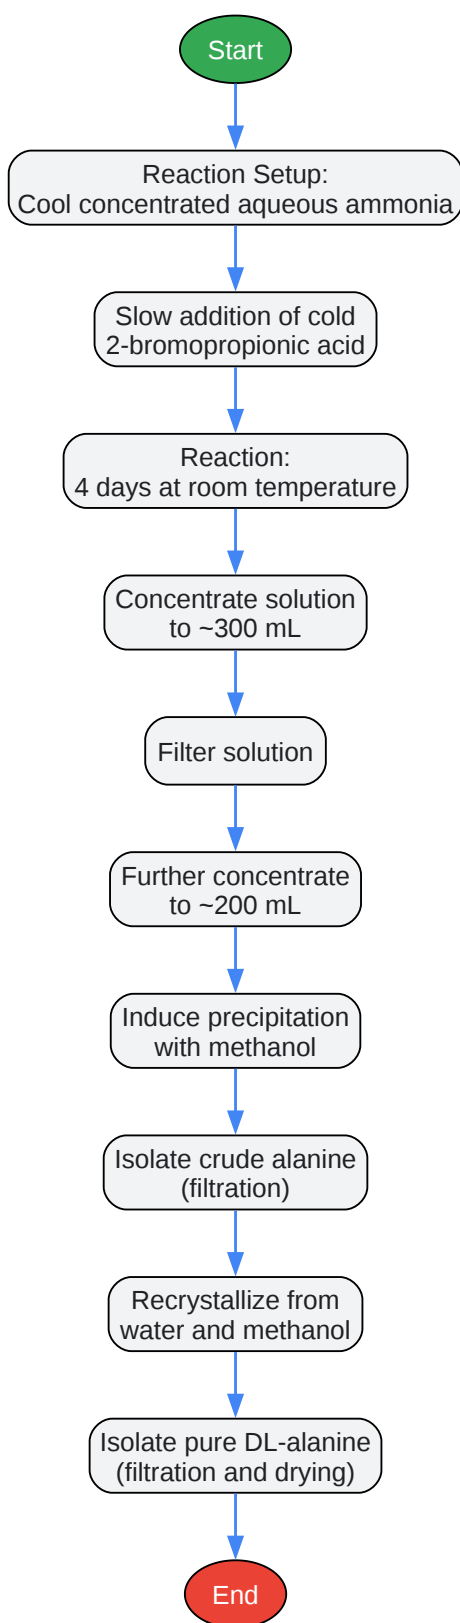 Start
Reaction Setup:
Cool concentrated aqueous ammonia
Slow addition of cold
2-bromopropionic acid
Reaction:
4 days at room temperature
Concentrate solution
to ~300 mL
Filter solution
Further concentrate
to ~200 mL
Induce precipitation
with methanol
Isolate crude alanine
(filtration)
Recrystallize from
water and methanol
Isolate pure DL-alanine
(filtration and drying)
End